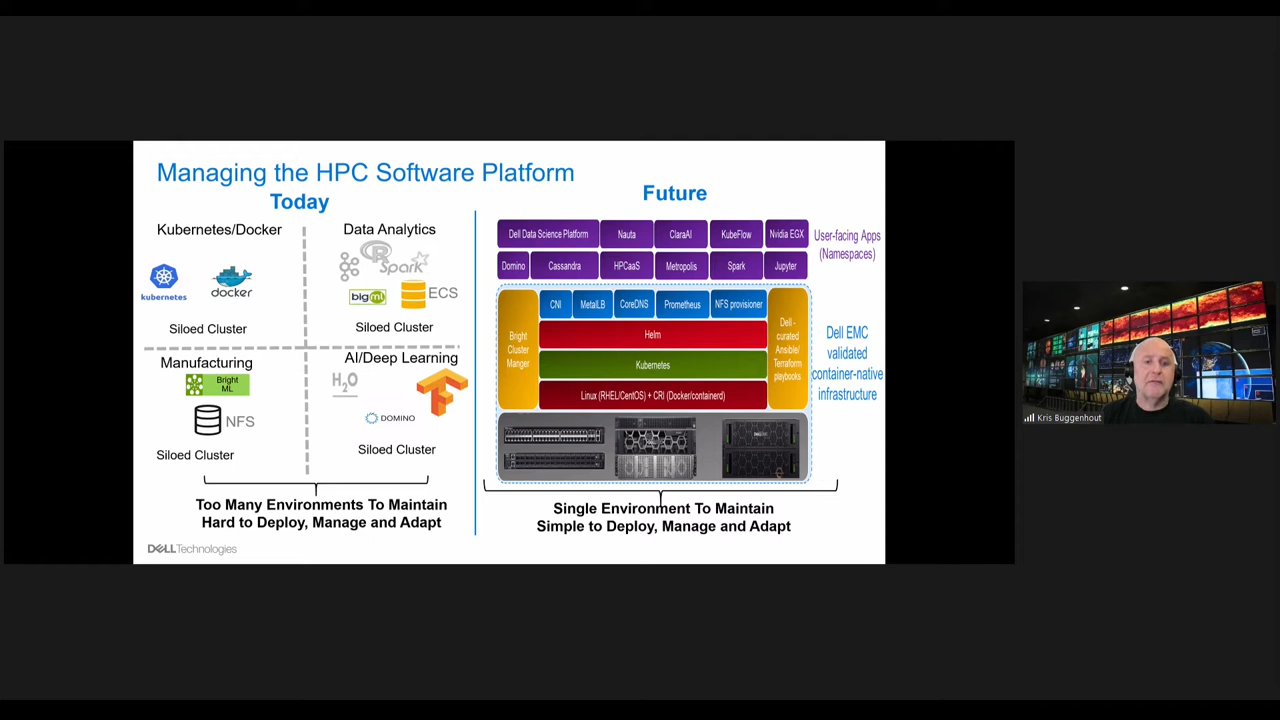 Managing the HPC Software Platform
Today
Kubernetes/Docker
kubernetes
docker
Siloed Cluster
Data Analytics
R
Spark
bigml
ECS
Siloed Cluster
Manufacturing
Bright
ML
NFS
Siloed Cluster
AI/Deep Learning
H2O
DOMINO
Siloed Cluster
Too Many Environments To Maintain
Hard to Deploy, Manage and Adapt
Future
Dell Data Science Platform
Nauta
ClaraAI
KubeFlow
Nvidia EGX
Domino
Cassandra
HPCaaS
Metropolis
Spark
Jupyter
User-facing Apps
(Namespaces)
Bright
Cluster
Manger
CNI
MetalLB
CoreDNS
Prometheus
NFS provisioner
Helm
Kubernetes
Linux (RHEL/CentOS) + CRI (Docker/containerd)
Dell -
curated
Ansible/
Terraform
playbooks
Dell EMC
validated
container-native
infrastructure
Single Environment To Maintain
Simple to Deploy, Manage and Adapt
DELL Technologies
Kris Buggenhout